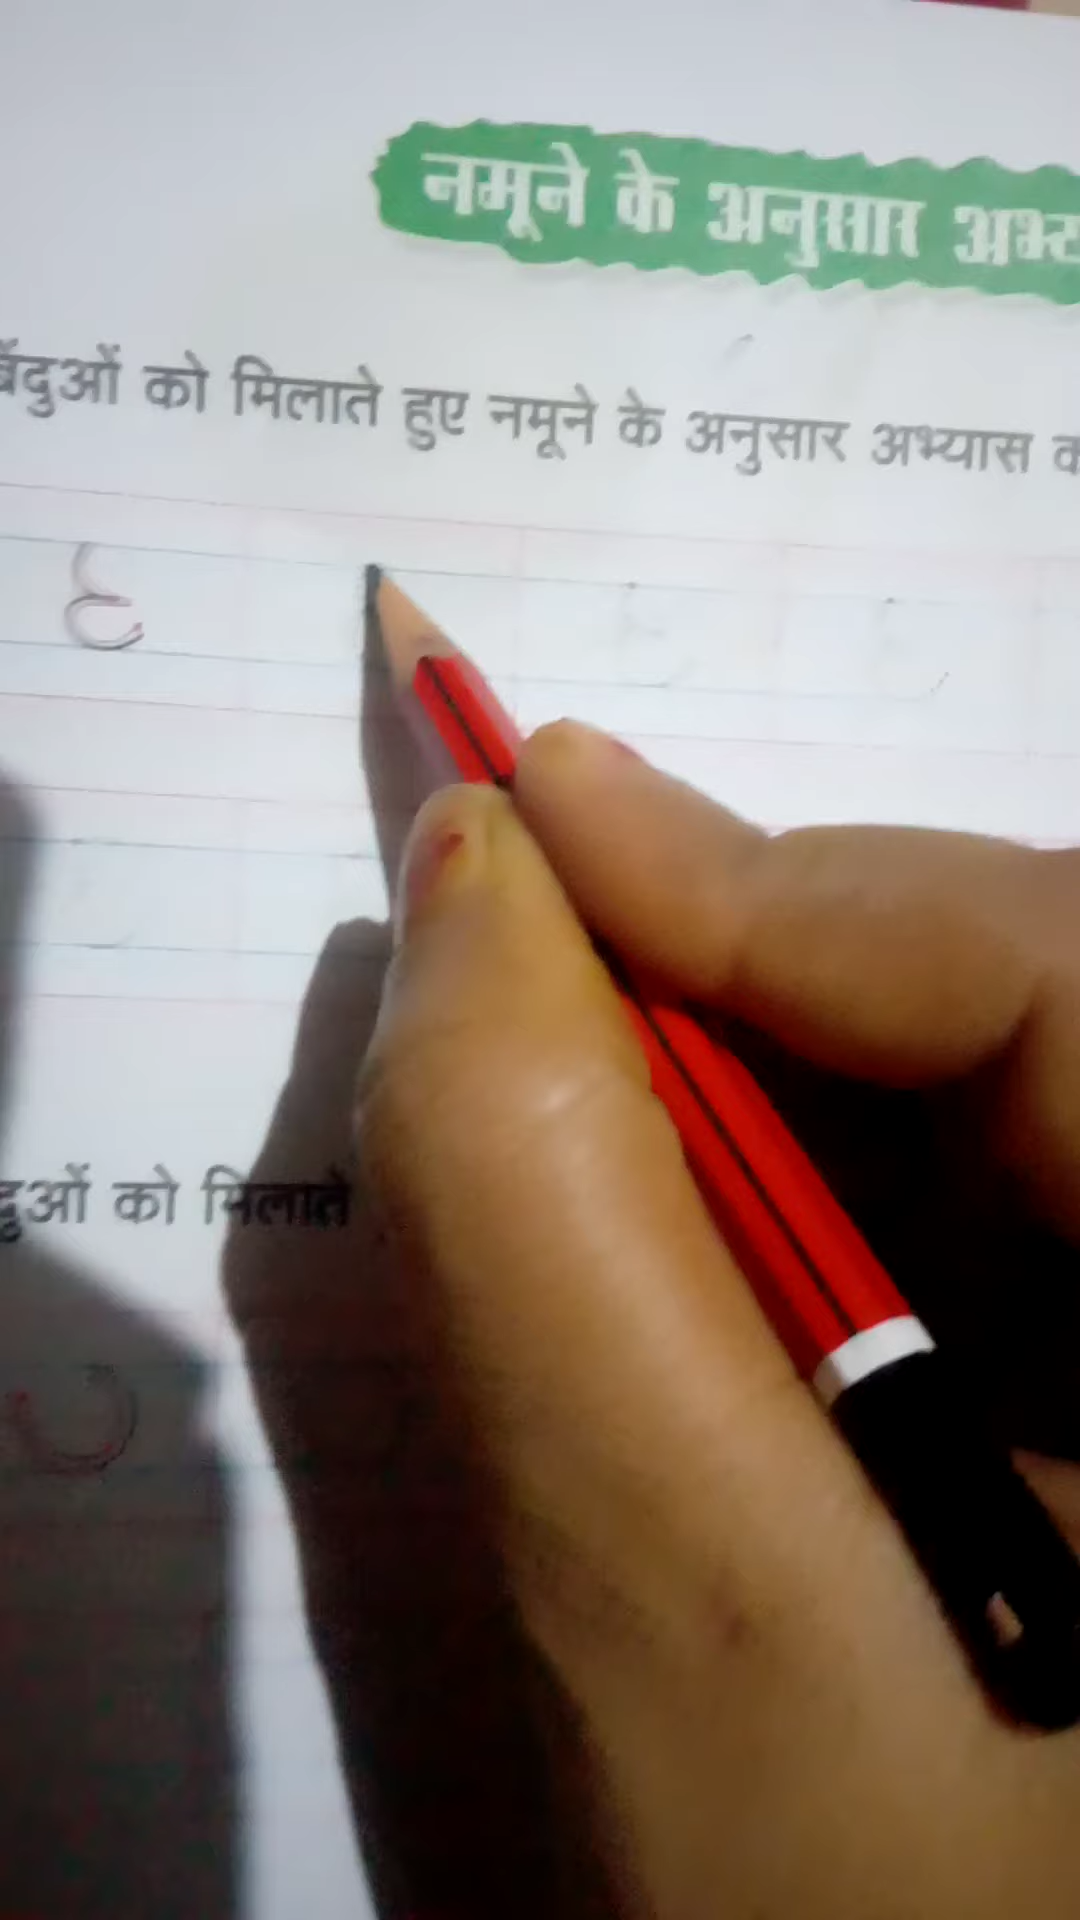 नमूने के अनुसार
को मिलाते हुए नमूने के अनुसार अभ्यास
को मिलाते